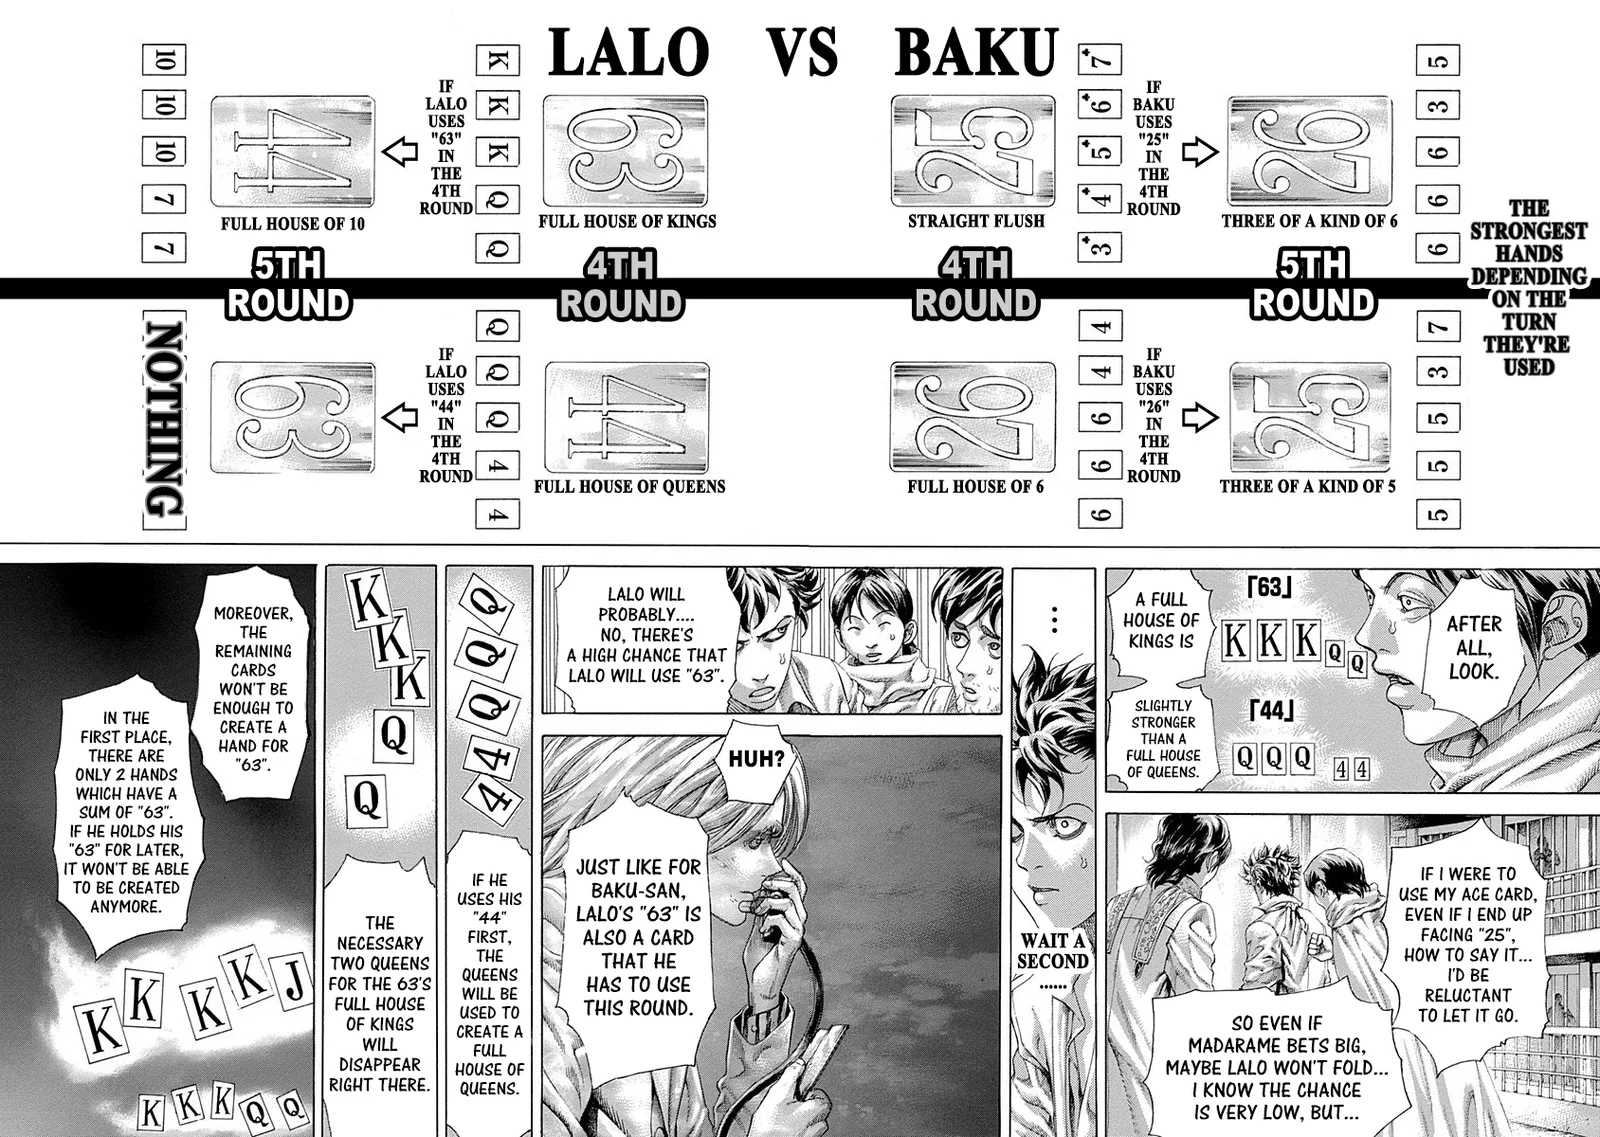 LALO VS BAKU
THE
STRONGEST
HANDS
DEPENDING
ON THE
TURN
THEY'RE
USED
5
3
6
6
6
26
THREE OF A KIND OF 6
IF
BAKU
USES
"25"
IN
THE
4TH
ROUND
7
6
5
4
3
25
STRAIGHT FLUSH
63
FULL HOUSE OF KINGS
K
K
K
Q
Q
IF
LALO
USES
"63"
IN
THE
4TH
ROUND
44
FULL HOUSE OF 10
10
10
10
7
7
5TH
ROUND
4TH
ROUND
4TH
ROUND
5TH
ROUND
7
3
5
5
5
25
THREE OF A KIND OF 5
IF
BAKU
USES
"26"
IN THE
4TH
ROUND
4
4
6
6
6
26
FULL HOUSE OF 6
44
FULL HOUSE OF QUEENS
Q
Q
Q
4
4
IF
LALO
USES
"44"
IN
THE
4TH
ROUND
63
NOTHING
AFTER
ALL,
LOOK.
「63」
K K K Q Q
「44」
Q Q Q 4 4
A FULL
HOUSE OF
KINGS IS
SLIGHTLY
STRONGER
THAN A
FULL
HOUSE OF
QUEENS.
IF I WERE TO
USE MY ACE CARD,
EVEN IF I END UP
FACING "25",
HOW TO SAY IT...
I'D BE
RELUCTANT
TO LET IT GO.
SO EVEN IF
MADARAME BETS BIG,
MAYBE LALO WON'T FOLD...
I KNOW THE CHANCE
IS VERY LOW, BUT...
...
WAIT A
SECOND
......
LALO WILL
PROBABLY....
NO, THERE'S
A HIGH CHANCE THAT
LALO WILL USE "63".
HUH?
JUST LIKE FOR
BAKU-SAN,
LALO'S "63" IS
ALSO A CARD
THAT HE
HAS TO USE
THIS ROUND.
Q
Q
Q
4
4
IF HE
USES HIS
"44"
FIRST,
THE
QUEENS
WILL BE
USED TO
CREATE A
FULL
HOUSE OF
QUEENS.
K
K
K
Q
Q
THE
NECESSARY
TWO QUEENS
FOR THE 63'S
FULL HOUSE
OF KINGS
WILL
DISAPPEAR
RIGHT THERE.
MOREOVER,
THE
REMAINING
CARDS
WON'T BE
ENOUGH TO
CREATE A
HAND FOR
"63".
IN THE
FIRST PLACE,
THERE ARE
ONLY 2 HANDS
WHICH HAVE A
SUM OF "63".
IF HE HOLDS HIS
"63" FOR LATER,
IT WON'T BE ABLE
TO BE CREATED
ANYMORE.
K K K K J
K K K Q Q